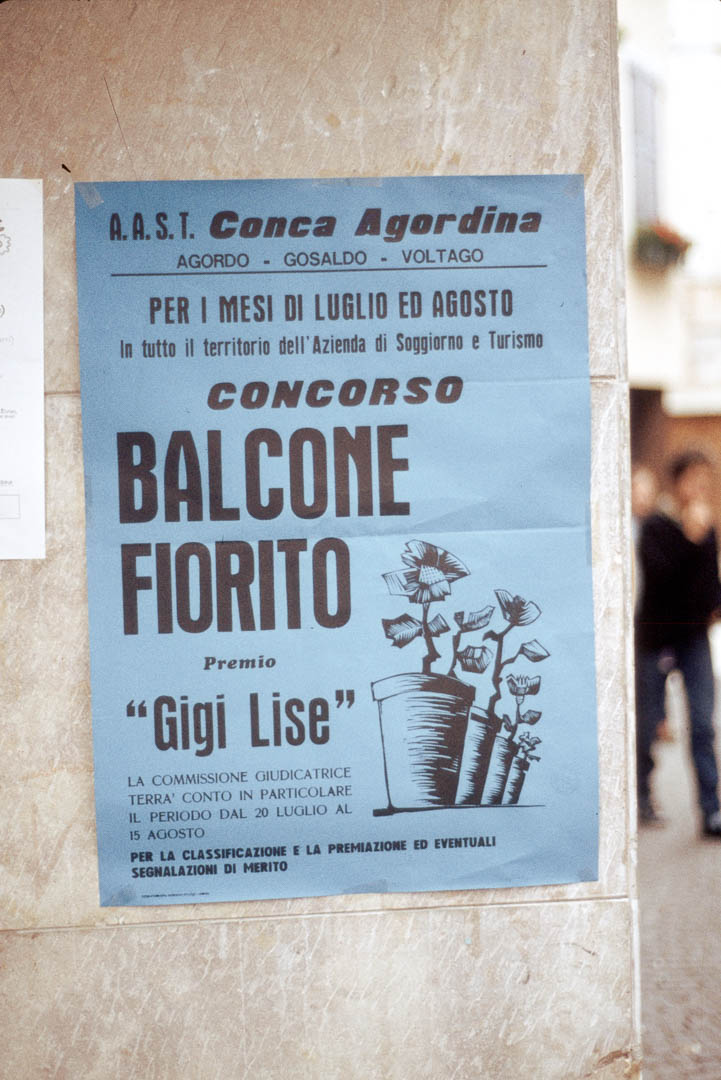 A.A.S.T. Conca Agordina
AGORDO - GOSALDO - VOLTAGO
PER I MESI DI LUGLIO ED AGOSTO
In tutto il territorio dell'Azienda di Soggiorno e Turismo
CONCORSO
BALCONE
FIORITO
Premio
"Gigi Lise"
LA COMMISSIONE GIUDICATRICE
TERRA' CONTO IN PARTICOLARE
IL PERIODO DAL 20 LUGLIO AL
15 AGOSTO
PER LA CLASSIFICAZIONE E LA PREMIAZIONE ED EVENTUALI
SEGNALAZIONI DI MERITO